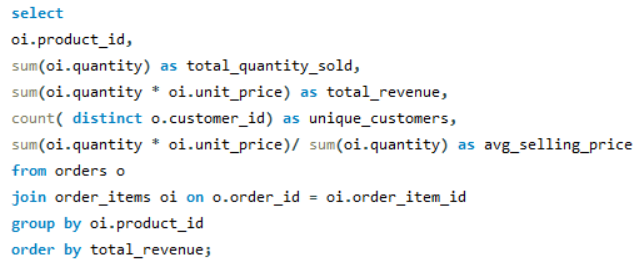 select
oi.product_id,
sum(oi.quantity) as total_quantity_sold,
sum(oi.quantity * oi.unit_price) as total_revenue,
count( distinct o.customer_id) as unique_customers,
sum(oi.quantity * oi.unit_price)/ sum(oi.quantity) as avg_selling_price
from orders o
join order_items oi on o.order_id = oi.order_item_id
group by oi.product_id
order by total_revenue;